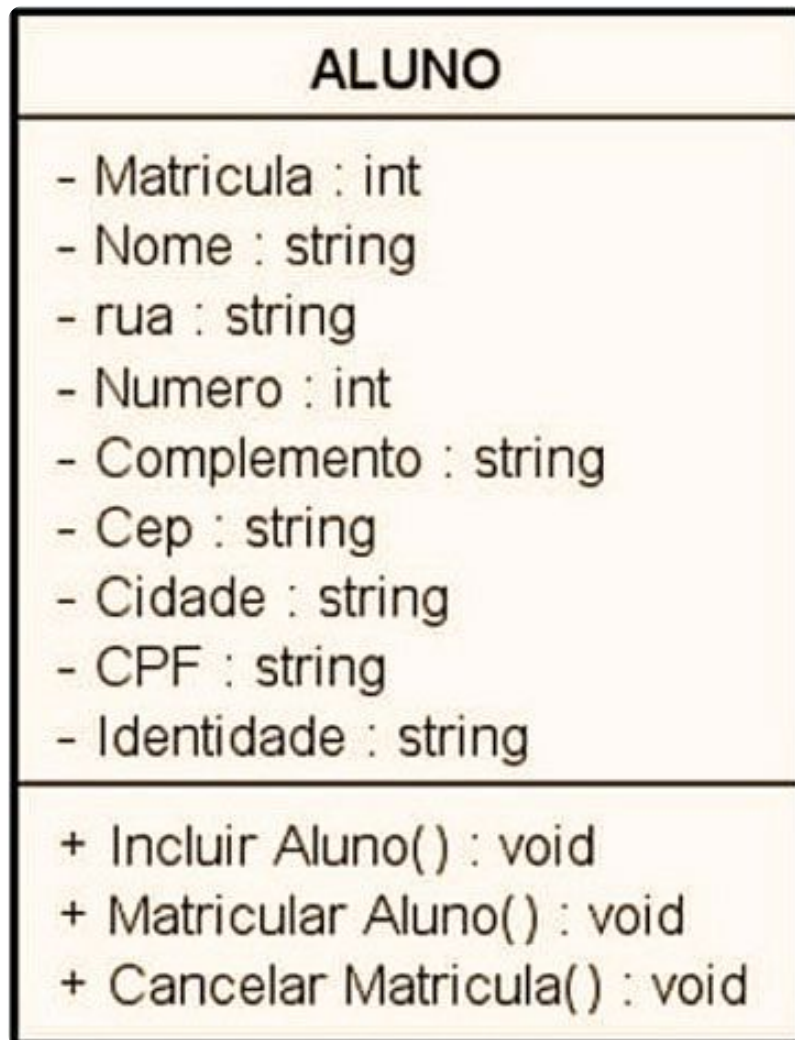 ALUNO
- Matricula : int
- Nome : string
- rua : string
- Numero : int
- Complemento : string
- Cep : string
- Cidade : string
- CPF : string
- Identidade : string
+ Incluir Aluno() : void
+ Matricular Aluno() : void
+ Cancelar Matricula() : void